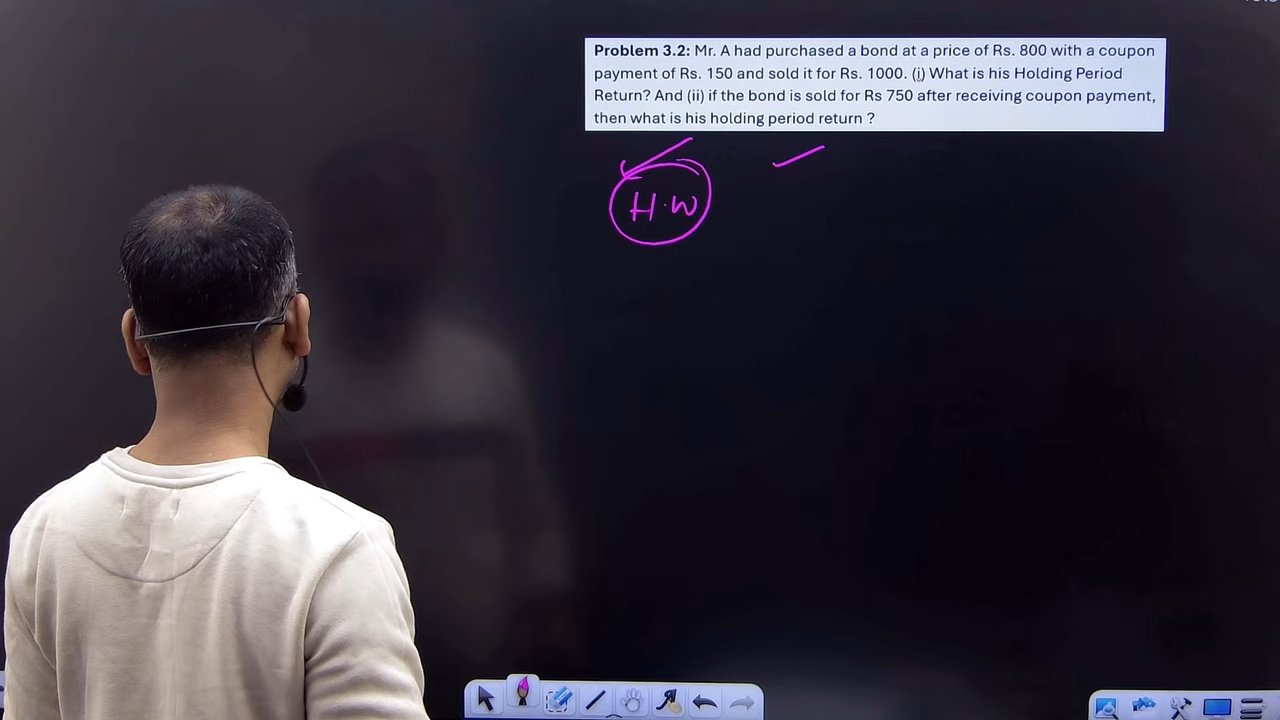 Problem 3.2: Mr. A had purchased a bond at a price of Rs. 800 with a coupon
payment of Rs. 150 and sold it for Rs. 1000. (i) What is his Holding Period
Return? And (ii) if the bond is sold for Rs 750 after receiving coupon payment,
then what is his holding period return ?
H.W